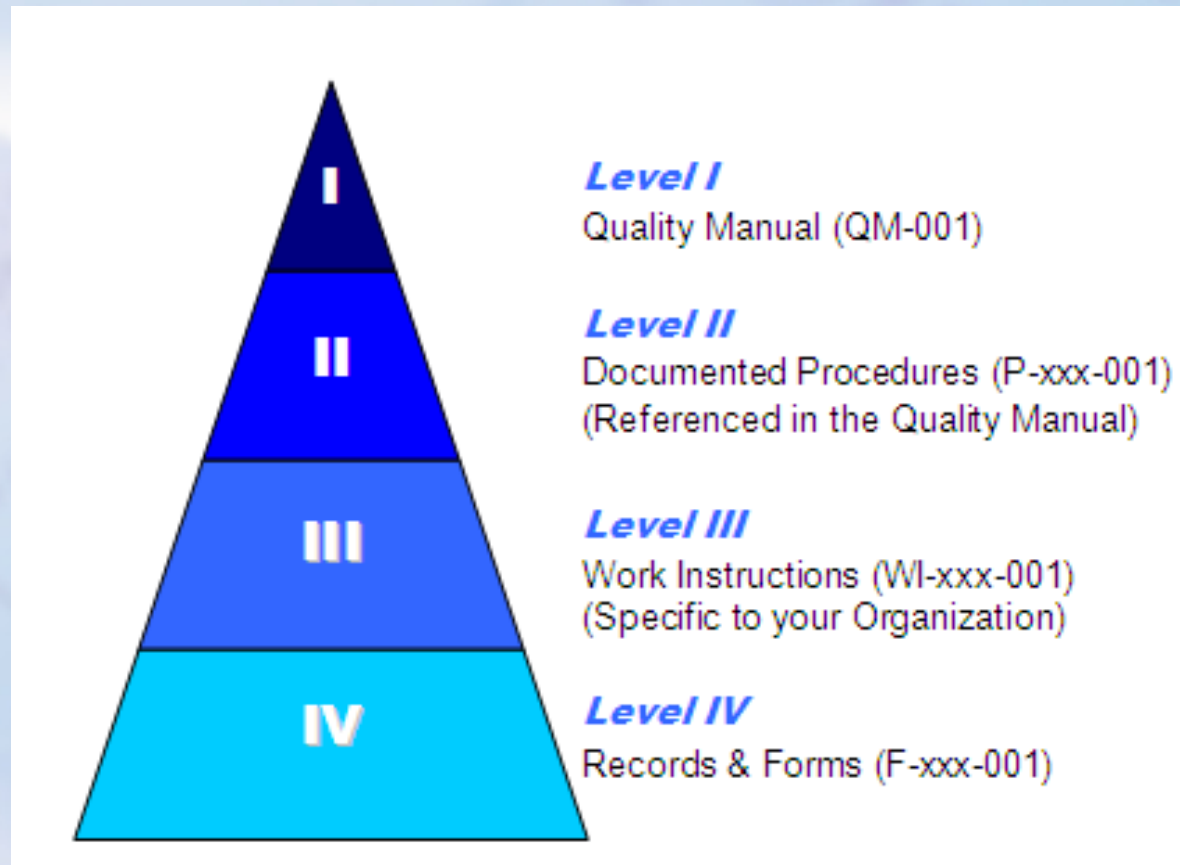 I
Level I
Quality Manual (QM-001)
II
Level II
Documented Procedures (P-xxx-001)
(Referenced in the Quality Manual)
III
Level III
Work Instructions (WI-xxx-001)
(Specific to your Organization)
IV
Level IV
Records & Forms (F-xxx-001)